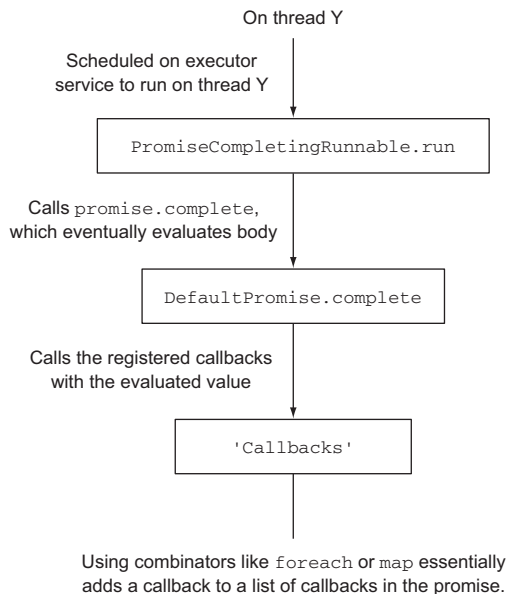 On thread Y
Scheduled on executor
service to run on thread Y
PromiseCompletingRunnable.run
Calls promise.complete,
which eventually evaluates body
DefaultPromise.complete
Calls the registered callbacks
with the evaluated value
'Callbacks'
Using combinators like foreach or map essentially
adds a callback to a list of callbacks in the promise.